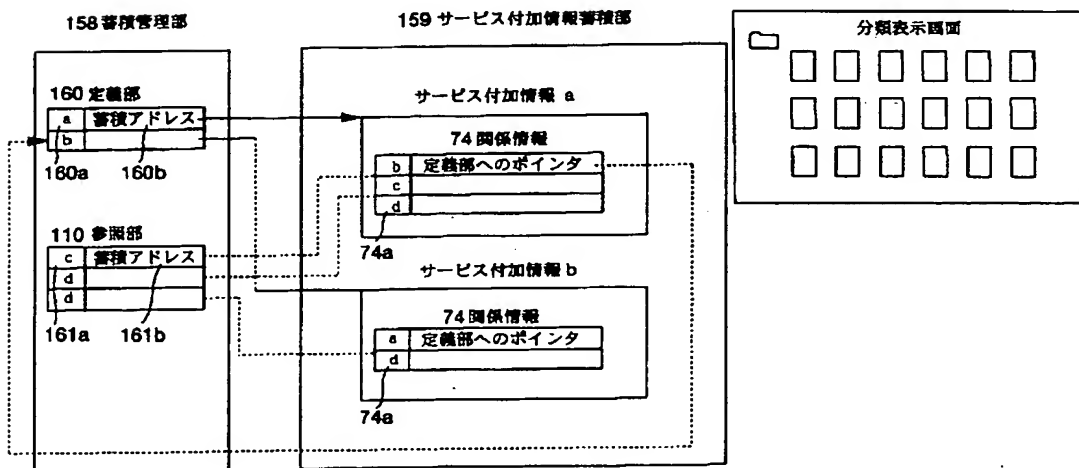 158 蓄積管理部
159 サービス付加情報蓄積部
分類表示画面
160 定義部
a 蓄積アドレス
b
160a 160b
サービス付加情報 a
74 関係情報
b 定義部へのポインタ
c
d
74a
110 参照部
c 蓄積アドレス
d
d
161a 161b
サービス付加情報 b
74 関係情報
a 定義部へのポインタ
d
74a